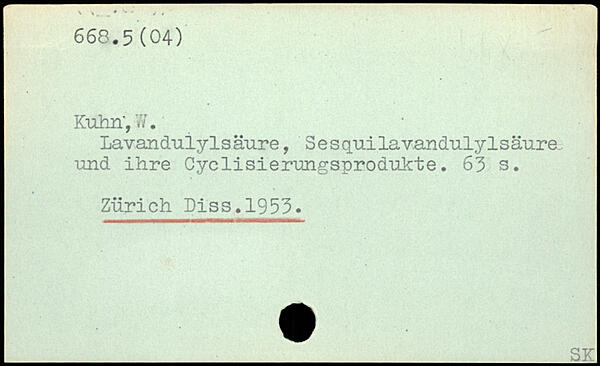 668.5(04)
Kuhn,W.
Lavandulylsäure, Sesquilavandulylsäure
und ihre Cyclisierungsprodukte. 63 s.
Zürich Diss.1953.
SK